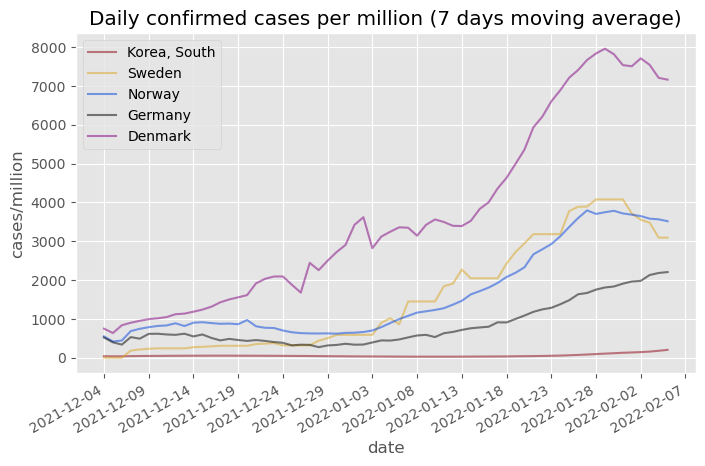 Daily confirmed cases per million (7 days moving average)
Korea, South
Sweden
Norway
Germany
Denmark
cases/million
8000
7000
6000
5000
4000
3000
2000
1000
0
2021-12-04
2021-12-09
2021-12-14
2021-12-19
2021-12-24
2021-12-29
2022-01-03
2022-01-08
2022-01-13
2022-01-18
2022-01-23
2022-01-28
2022-02-02
2022-02-07
date